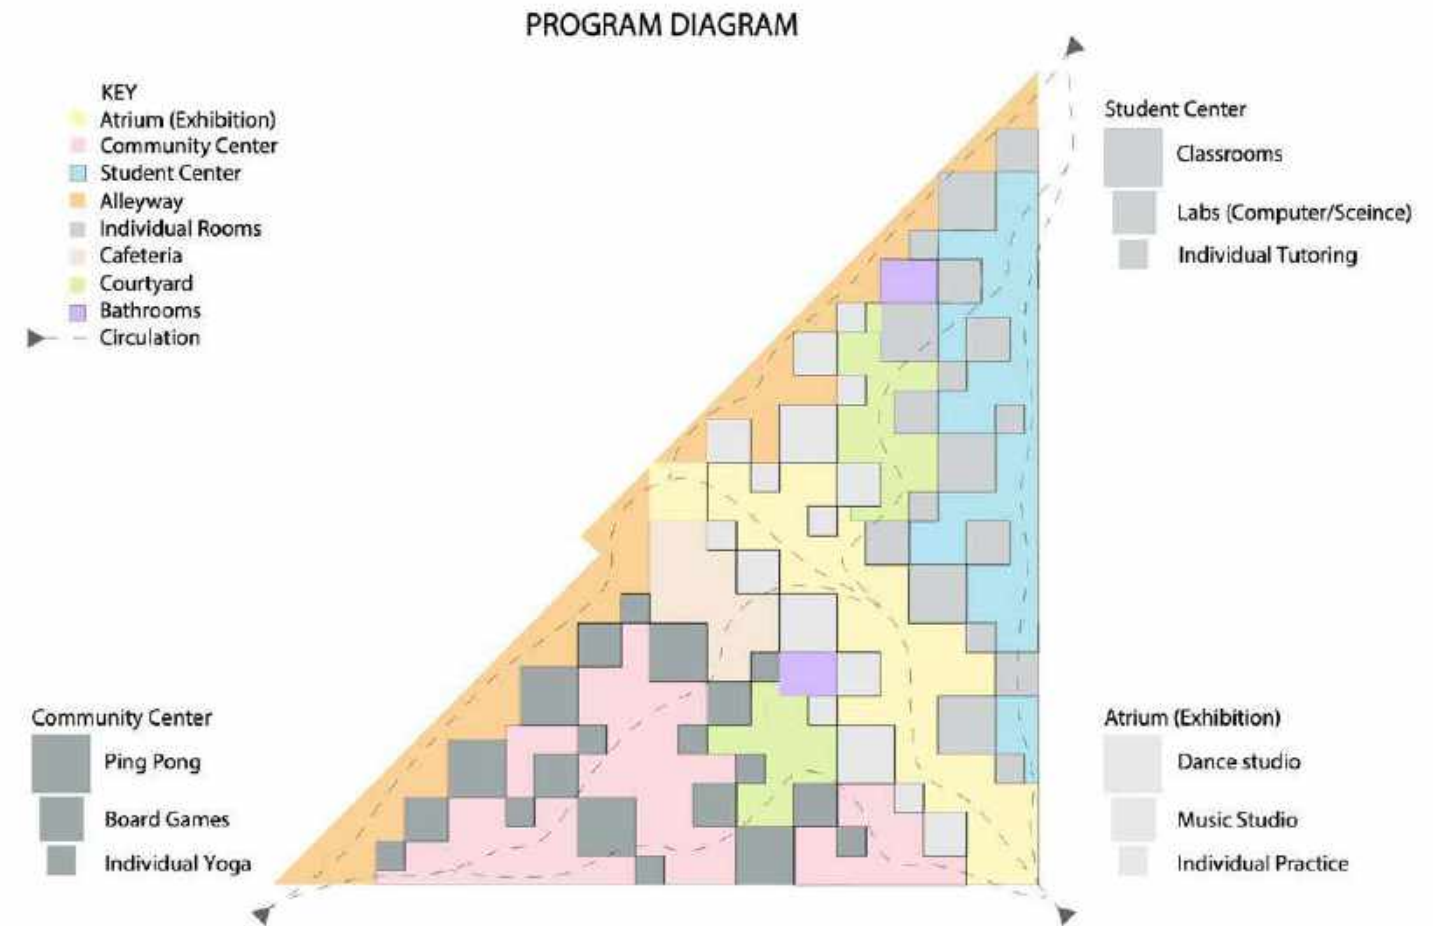 PROGRAM DIAGRAM
KEY
Atrium (Exhibition)
Community Center
Student Center
Alleyway
Individual Rooms
Cafeteria
Courtyard
Bathrooms
Circulation
Student Center
Classrooms
Labs (Computer/Sceince)
Individual Tutoring
Community Center
Ping Pong
Board Games
Individual Yoga
Atrium (Exhibition)
Dance studio
Music Studio
Individual Practice